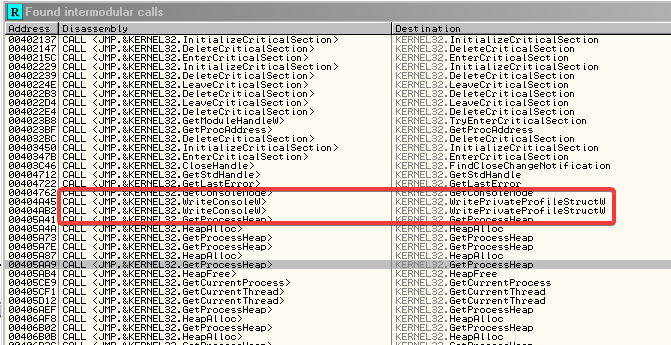 R Found intermodular calls
Address Disassembly Destination
00402137 CALL <JMP.&KERNEL32.InitializeCriticalSection> KERNEL32.InitializeCriticalSection
00402147 CALL <JMP.&KERNEL32.DeleteCriticalSection> KERNEL32.DeleteCriticalSection
0040215C CALL <JMP.&KERNEL32.EnterCriticalSection> KERNEL32.EnterCriticalSection
00402229 CALL <JMP.&KERNEL32.InitializeCriticalSection> KERNEL32.InitializeCriticalSection
00402239 CALL <JMP.&KERNEL32.DeleteCriticalSection> KERNEL32.DeleteCriticalSection
0040224E CALL <JMP.&KERNEL32.LeaveCriticalSection> KERNEL32.LeaveCriticalSection
004022B3 CALL <JMP.&KERNEL32.DeleteCriticalSection> KERNEL32.DeleteCriticalSection
004022D4 CALL <JMP.&KERNEL32.LeaveCriticalSection> KERNEL32.LeaveCriticalSection
004022E4 CALL <JMP.&KERNEL32.DeleteCriticalSection> KERNEL32.DeleteCriticalSection
004023B8 CALL <JMP.&KERNEL32.GetModuleHandleW> KERNEL32.TryEnterCriticalSection
004023BF CALL <JMP.&KERNEL32.GetProcAddress> KERNEL32.GetProcAddress
004032BC CALL <JMP.&KERNEL32.DeleteCriticalSection> KERNEL32.DeleteCriticalSection
00403450 CALL <JMP.&KERNEL32.InitializeCriticalSection> KERNEL32.InitializeCriticalSection
0040347B CALL <JMP.&KERNEL32.EnterCriticalSection> KERNEL32.EnterCriticalSection
00403C46 CALL <JMP.&KERNEL32.CloseHandle> KERNEL32.FindCloseChangeNotification
00404712 CALL <JMP.&KERNEL32.GetStdHandle> KERNEL32.GetStdHandle
00404722 CALL <JMP.&KERNEL32.GetLastError> KERNEL32.GetLastError
00404762 CALL <JMP.&KERNEL32.GetConsoleMode> KERNEL32.GetConsoleMode
00404A45 CALL <JMP.&KERNEL32.WriteConsoleW> KERNEL32.WritePrivateProfileStructW
00404AB2 CALL <JMP.&KERNEL32.WriteConsoleW> KERNEL32.WritePrivateProfileStructW
00405A41 CALL <JMP.&KERNEL32.GetProcessHeap> KERNEL32.GetProcessHeap
00405A4A CALL <JMP.&KERNEL32.HeapAlloc> KERNEL32.HeapAlloc
00405A73 CALL <JMP.&KERNEL32.GetProcessHeap> KERNEL32.GetProcessHeap
00405A7E CALL <JMP.&KERNEL32.GetProcessHeap> KERNEL32.GetProcessHeap
00405A87 CALL <JMP.&KERNEL32.HeapAlloc> KERNEL32.HeapAlloc
00405AA9 CALL <JMP.&KERNEL32.GetProcessHeap> KERNEL32.GetProcessHeap
00405AB4 CALL <JMP.&KERNEL32.HeapFree> KERNEL32.HeapFree
00405CE9 CALL <JMP.&KERNEL32.GetCurrentProcess> KERNEL32.GetCurrentProcess
00405CF1 CALL <JMP.&KERNEL32.GetCurrentThread> KERNEL32.GetCurrentThread
00405D12 CALL <JMP.&KERNEL32.GetCurrentThread> KERNEL32.GetCurrentThread
00406AEF CALL <JMP.&KERNEL32.GetProcessHeap> KERNEL32.GetProcessHeap
00406AF8 CALL <JMP.&KERNEL32.HeapAlloc> KERNEL32.HeapAlloc
00406B02 CALL <JMP.&KERNEL32.GetProcessHeap> KERNEL32.GetProcessHeap
00406B0B CALL <JMP.&KERNEL32.HeapAlloc> KERNEL32.HeapAlloc
CALL <JMP.&KERNEL32.GetProcessHeap> KERNEL32.GetProcessHeap